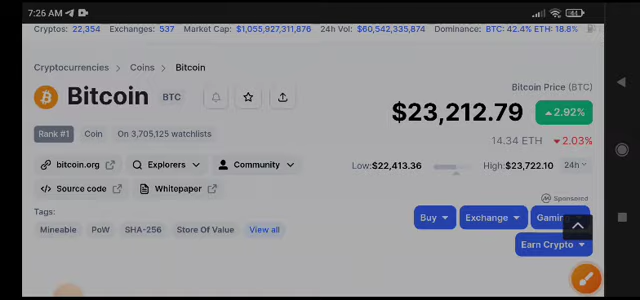 7:26 AM
Cryptos: 22,354 Exchanges: 537 Market Cap: $1,055,927,311,876 24h Vol: $60,542,335,874 Dominance: BTC: 42.4% ETH: 18.8%
Cryptocurrencies > Coins > Bitcoin
Bitcoin BTC
Bitcoin Price (BTC)
$23,212.79 2.92%
14.34 ETH 2.03%
Rank #1 Coin On 3,705,125 watchlists
Low:$22,413.36 High:$23,722.10 24h
bitcoin.org Explorers Community
Source code Whitepaper
Sponsored
Tags:
Buy Exchange Gaming
Mineable PoW SHA-256 Store Of Value View all
Earn Crypto